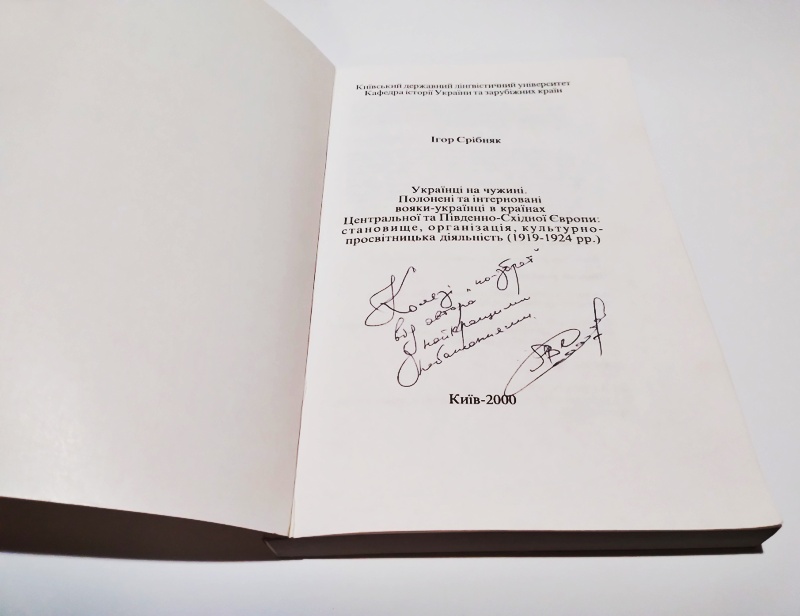 Київський державний лінгвістичний університет
Кафедра історії України та зарубіжних країн
Ігор Срібняк
Українці на чужині.
Полонені та інтерновані
вояки-українці в країнах
Центральної та Південно-Східної Європи:
становище, організація, культурно-
просвітницька діяльність (1919-1924 рр.)
Колезі
від автора
з найкращими
побажаннями.
Київ-2000